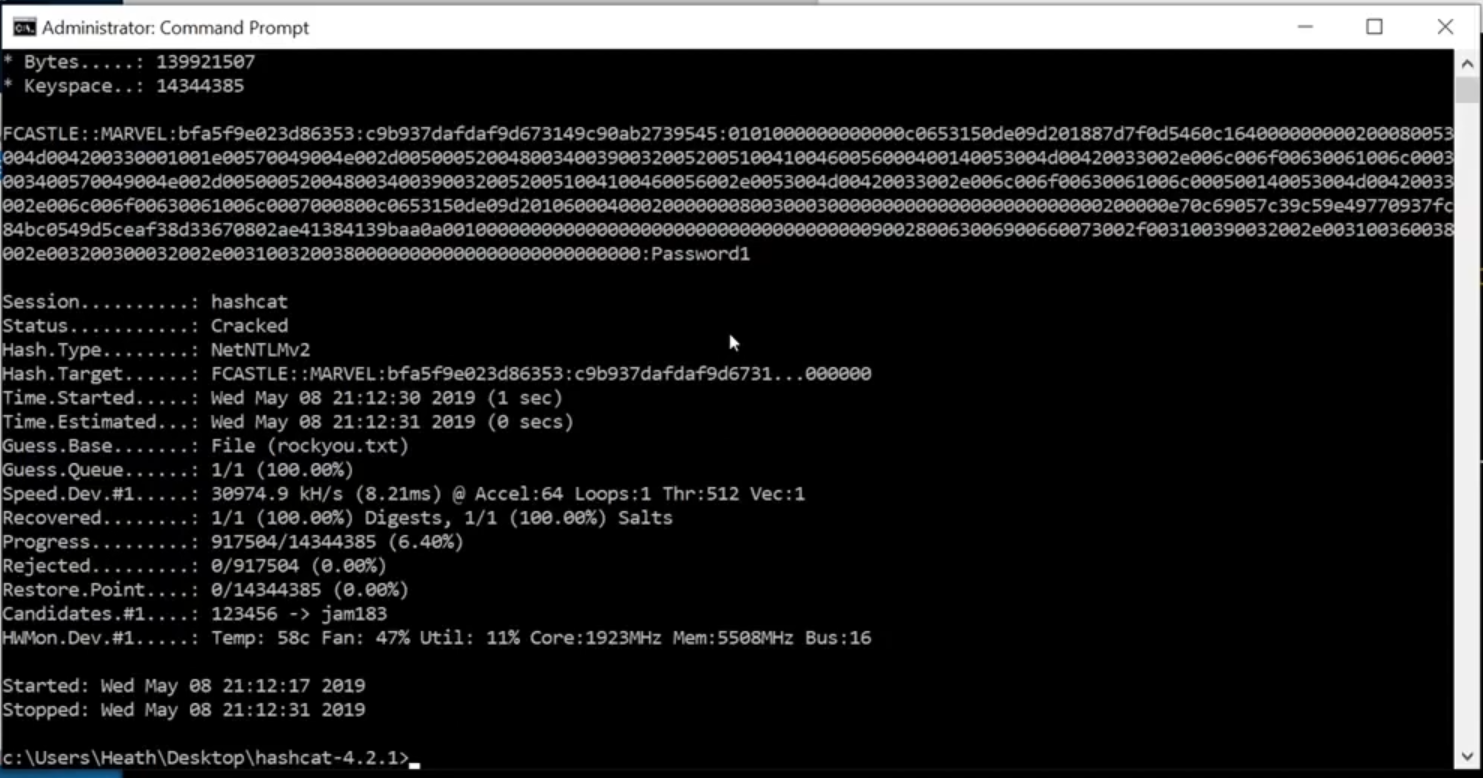 Administrator: Command Prompt
* Bytes.....: 139921507
* Keyspace..: 14344385
FCASTLE::MARVEL:bfa5f9e023d86353:c9b937dafdaf9d673149c90ab2739545:0101000000000000c0653150de09d201887d7f0d5460c164000000000200080053
004d004200330001001e00570049004e002d00500052004800340039003200520051004100460056000400140053004d00420033002e006c006f00630061006c0003
003400570049004e002d00500052004800340039003200520051004100460056002e0053004d00420033002e006c006f00630061006c000500140053004d00420033
002e006c006f00630061006c0007000800c0653150de09d20106000400020000000800300030000000000000000000000000200000e70c69057c39c59e49770937fc
84bc0549d5ceaf38d33670802ae41384139baa0a001000000000000000000000000000000000000900280063006900660073002f003100390032002e003100360038
002e003200300032002e003100320038000000000000000000000000000000:Password1
Session..........: hashcat
Status...........: Cracked
Hash.Type........: NetNTLMv2
Hash.Target......: FCASTLE::MARVEL:bfa5f9e023d86353:c9b937dafdaf9d6731...000000
Time.Started.....: Wed May 08 21:12:30 2019 (1 sec)
Time.Estimated...: Wed May 08 21:12:31 2019 (0 secs)
Guess.Base.......: File (rockyou.txt)
Guess.Queue......: 1/1 (100.00%)
Speed.Dev.#1.....: 30974.9 kH/s (8.21ms) @ Accel:64 Loops:1 Thr:512 Vec:1
Recovered........: 1/1 (100.00%) Digests, 1/1 (100.00%) Salts
Progress.........: 917504/14344385 (6.40%)
Rejected.........: 0/917504 (0.00%)
Restore.Point....: 0/14344385 (0.00%)
Candidates.#1....: 123456 -> jam183
HWMon.Dev.#1.....: Temp: 58c Fan: 47% Util: 11% Core:1923MHz Mem:5508MHz Bus:16
Started: Wed May 08 21:12:17 2019
Stopped: Wed May 08 21:12:31 2019
c:\Users\Heath\Desktop\hashcat-4.2.1>